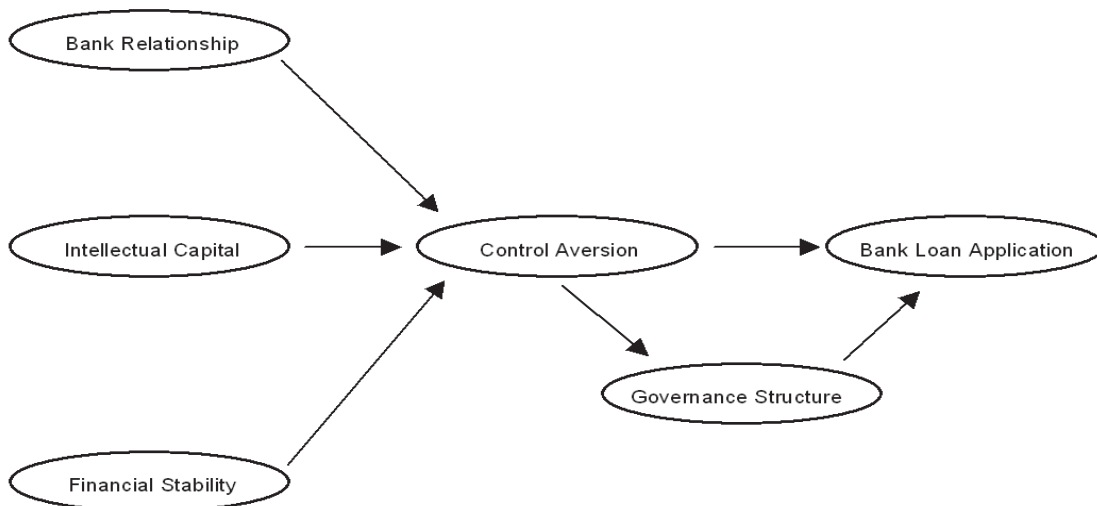 Bank Relationship
Intellectual Capital
Control Aversion
Bank Loan Application
Governance Structure
Financial Stability